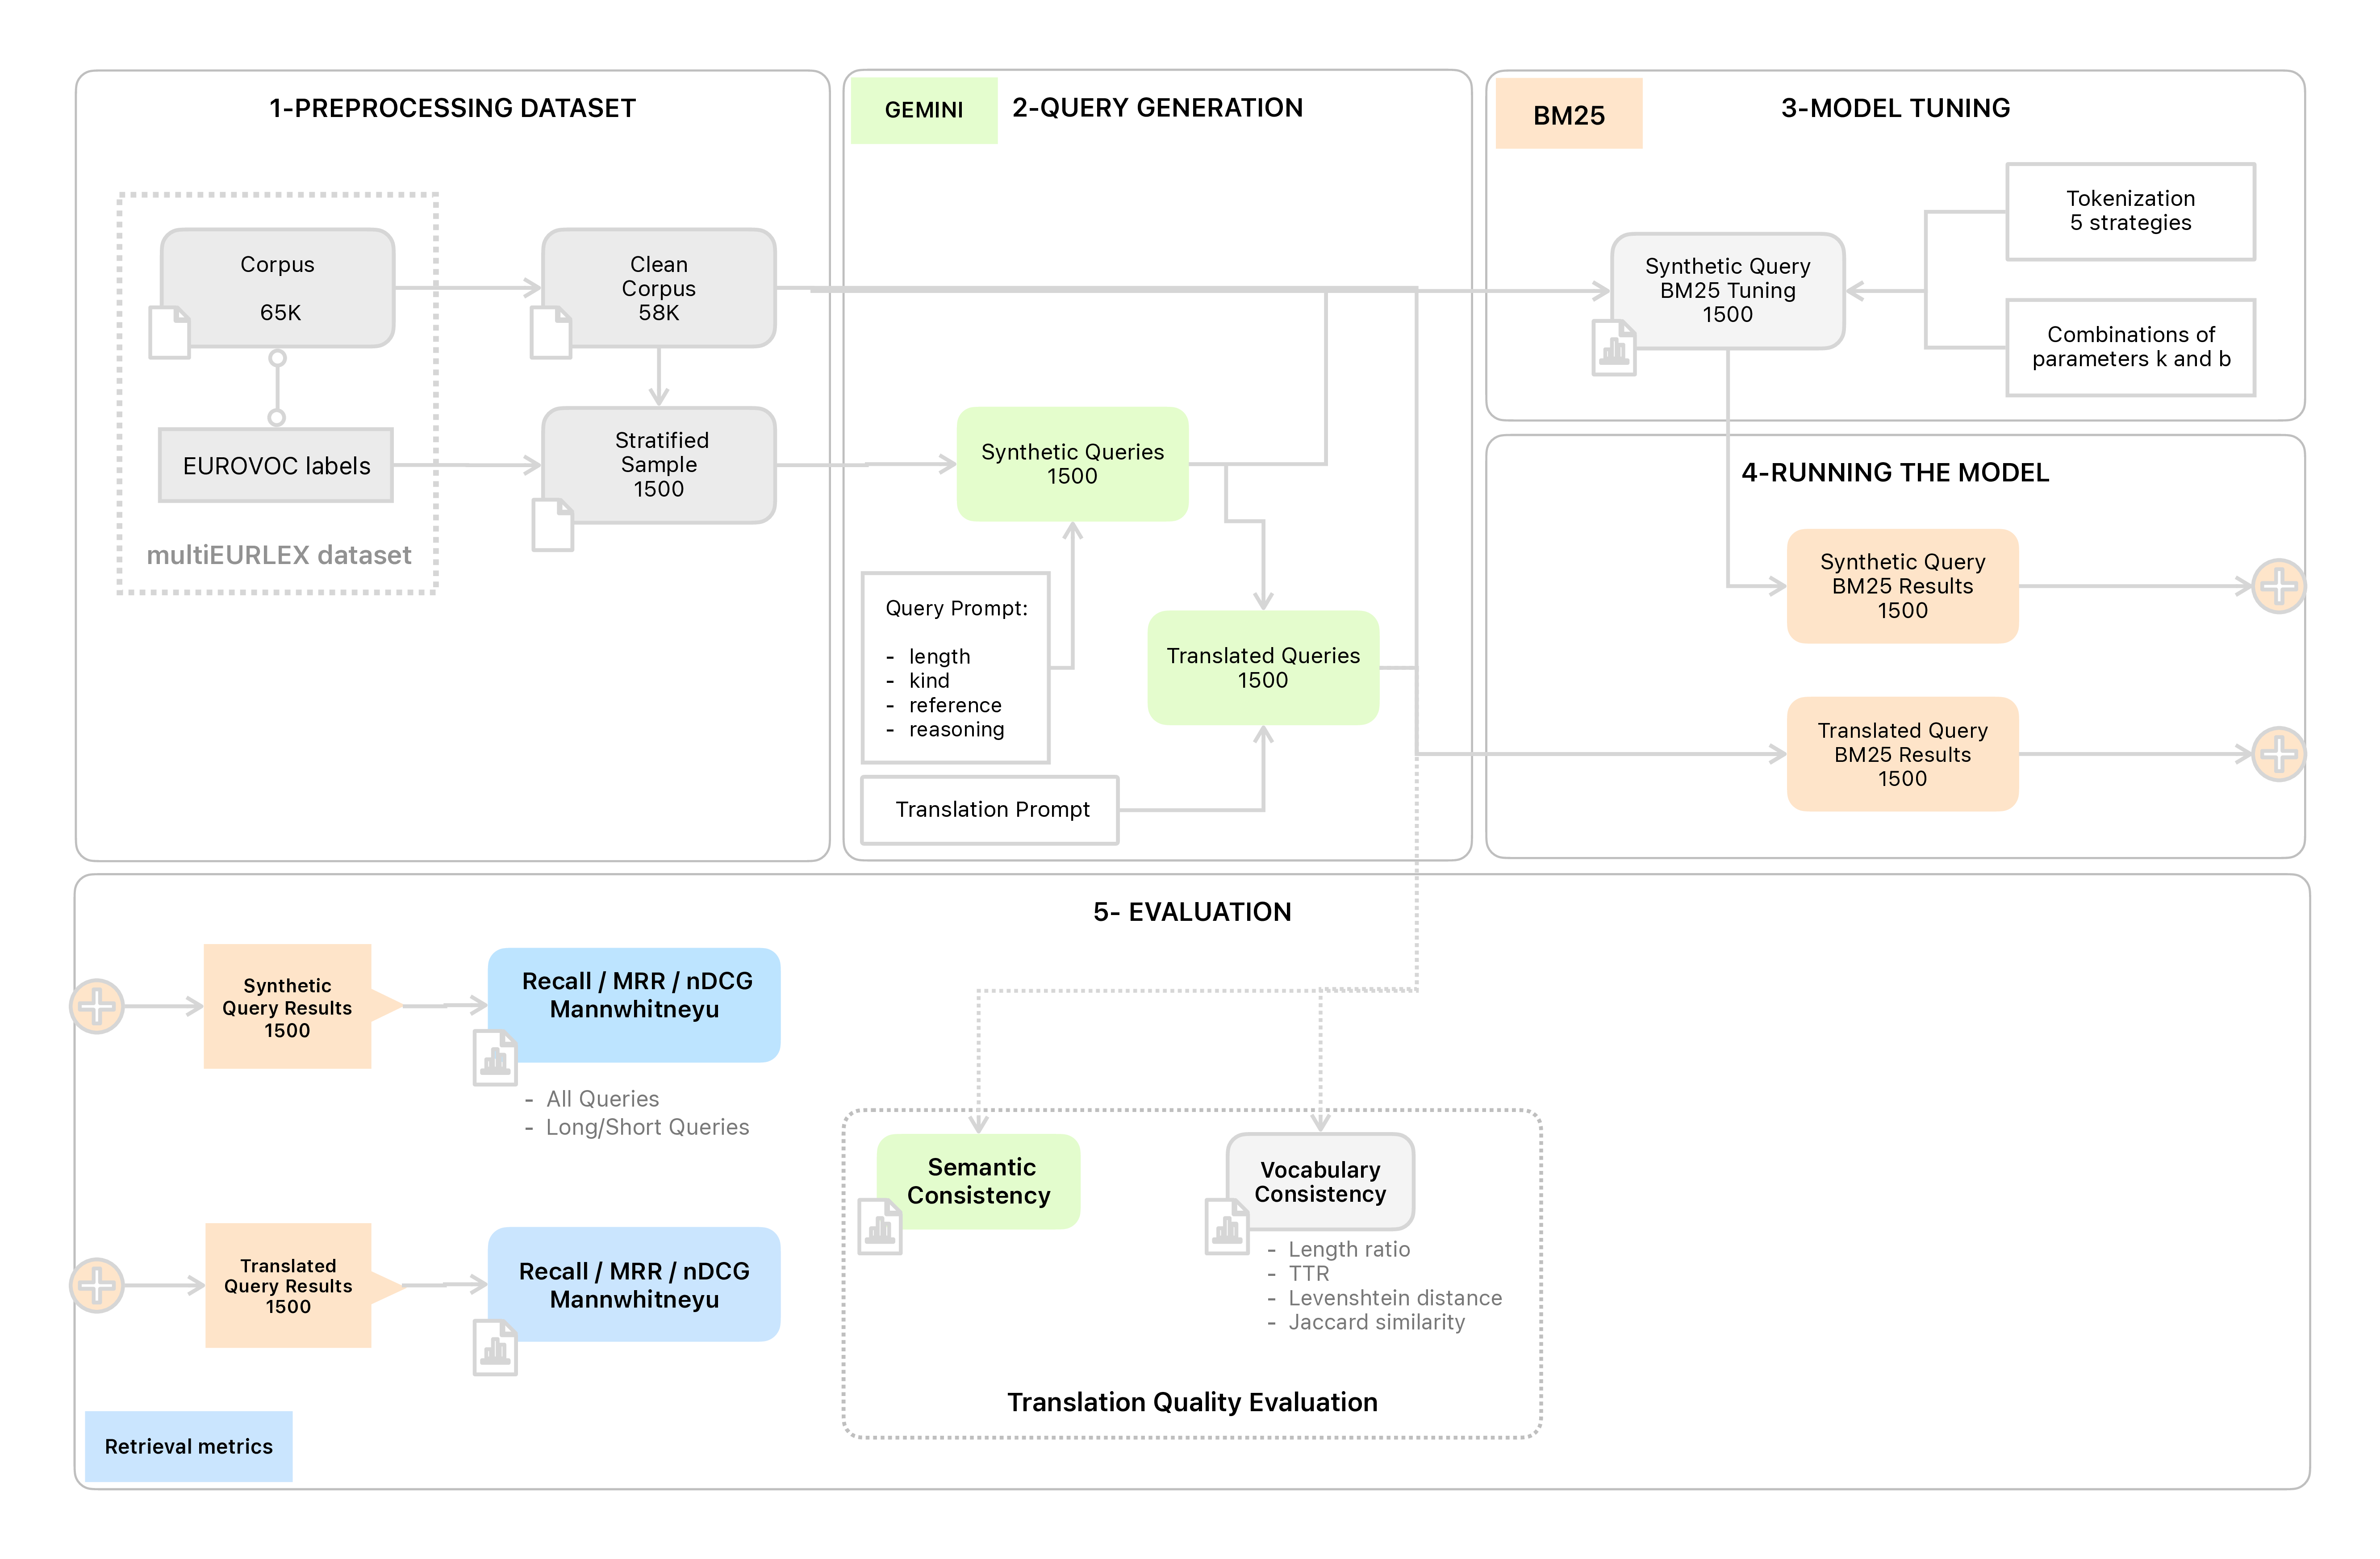 1-PREPROCESSING DATASET
Corpus
65K
EUROVOC labels
multiEURLEX dataset
Clean
Corpus
58K
Stratified
Sample
1500
GEMINI
2-QUERY GENERATION
Synthetic Queries
1500
Query Prompt:
- length
- kind
- reference
- reasoning
Translated Queries
1500
Translation Prompt
BM25
3-MODEL TUNING
Synthetic Query
BM25 Tuning
1500
Tokenization
5 strategies
Combinations of
parameters k and b
4-RUNNING THE MODEL
Synthetic Query
BM25 Results
1500
Translated Query
BM25 Results
1500
5- EVALUATION
Synthetic
Query Results
1500
Recall / MRR / nDCG
Mannwhitneyu
- All Queries
- Long/Short Queries
Translated
Query Results
1500
Recall / MRR / nDCG
Mannwhitneyu
Retrieval metrics
Semantic
Consistency
Vocabulary
Consistency
- Length ratio
- TTR
- Levenshtein distance
- Jaccard similarity
Translation Quality Evaluation